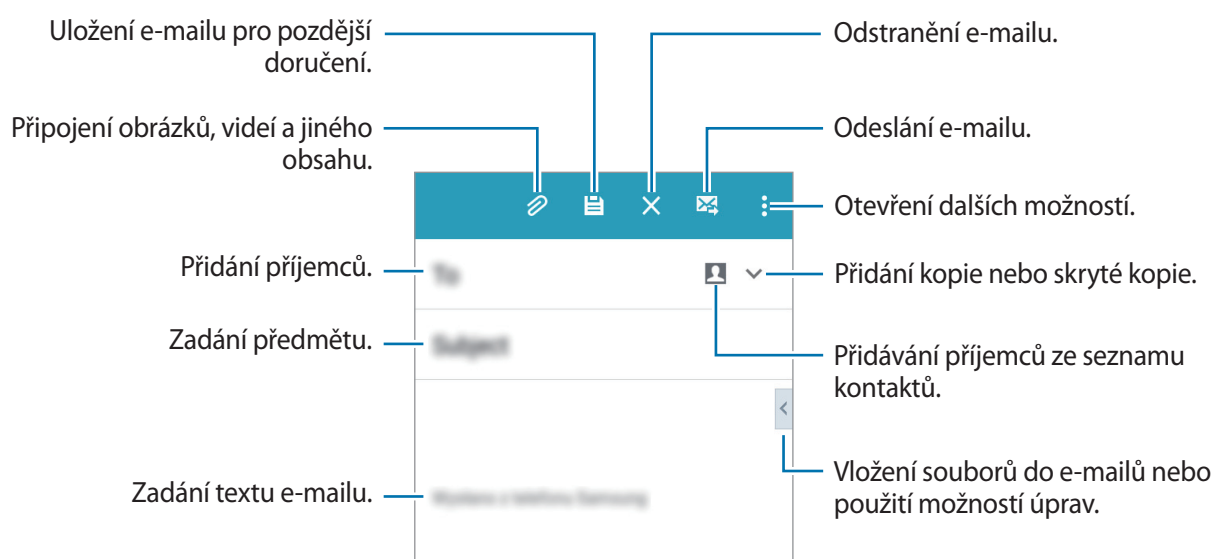 Uložení e-mailu pro pozdější
doručení.
Odstranění e-mailu.
Připojení obrázků, videí a jiného
obsahu.
Odeslání e-mailu.
Otevření dalších možností.
Přidání příjemců.
To
Přidání kopie nebo skryté kopie.
Zadání předmětu.
Subject
Přidávání příjemců ze seznamu
kontaktů.
Zadání textu e-mailu.
Vložení souborů do e-mailů nebo
použití možností úprav.